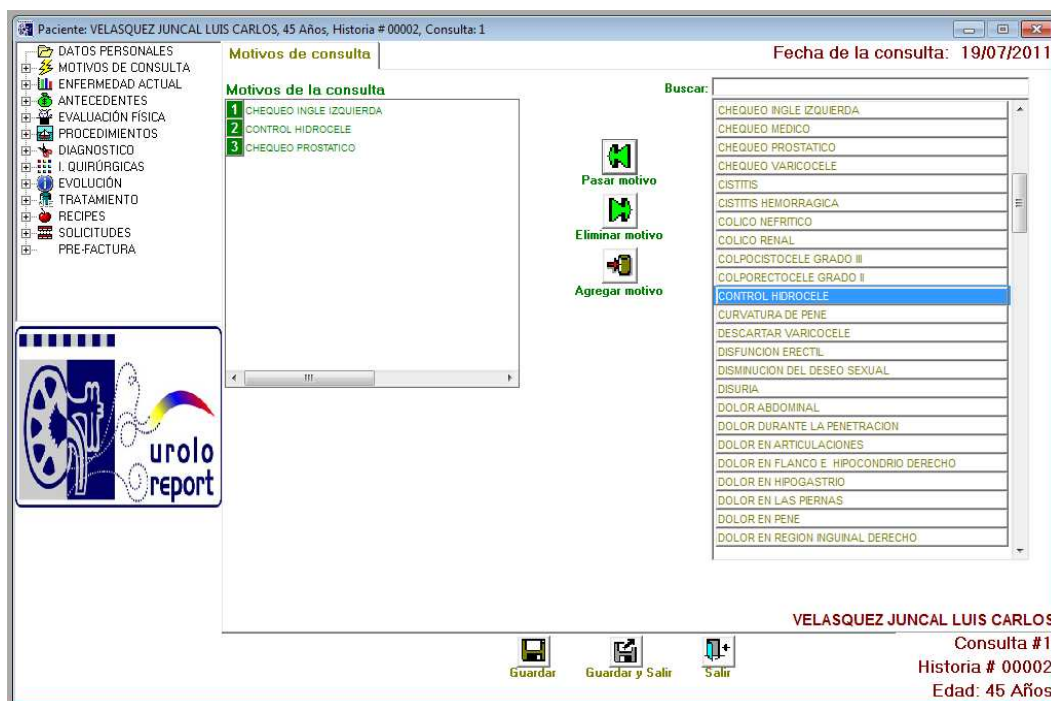 Paciente: VELASQUEZ JUNCAL LUIS CARLOS, 45 Años, Historia # 00002, Consulta: 1
DATOS PERSONALES
MOTIVOS DE CONSULTA
ENFERMEDAD ACTUAL
ANTECEDENTES
EVALUACIÓN FÍSICA
PROCEDIMIENTOS
DIAGNOSTICO
I. QUIRÚRGICAS
EVOLUCIÓN
TRATAMIENTO
RECIPES
SOLICITUDES
PRE-FACTURA
urolo
report
Motivos de consulta
Fecha de la consulta: 19/07/2011
Motivos de la consulta
1 CHEQUEO INGLE IZQUIERDA
2 CONTROL HIDROCELE
3 CHEQUEO PROSTATICO
Pasar motivo
Eliminar motivo
Agregar motivo
Buscar:
CHEQUEO INGLE IZQUIERDA
CHEQUEO MEDICO
CHEQUEO PROSTATICO
CHEQUEO VARICOCELE
CISTITIS
CISTITIS HEMORRAGICA
COLICO NEFRITICO
COLICO RENAL
COLPOCISTOCELE GRADO III
COLPORECTOCELE GRADO II
CONTROL HIDROCELE
CURVATURA DE PENE
DESCARTAR VARICOCELE
DISFUNCION ERECTIL
DISMINUCION DEL DESEO SEXUAL
DISURIA
DOLOR ABDOMINAL
DOLOR DURANTE LA PENETRACION
DOLOR EN ARTICULACIONES
DOLOR EN FLANCO E HIPOCONDRIO DERECHO
DOLOR EN HIPOGASTRIO
DOLOR EN LAS PIERNAS
DOLOR EN PENE
DOLOR EN REGION INGUINAL DERECHO
VELASQUEZ JUNCAL LUIS CARLOS
Consulta #1
Historia # 00002
Edad: 45 Años
Guardar
Guardar y Salir
Salir